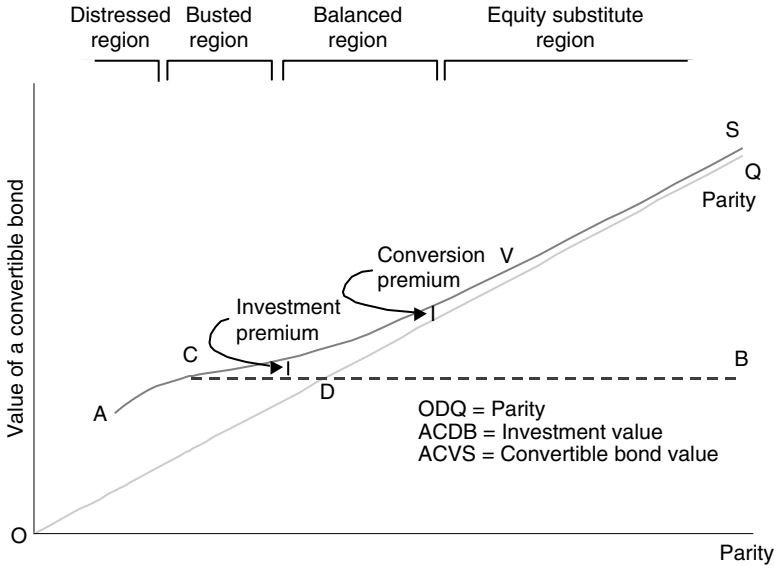 Distressed region
Busted region
Balanced region
Equity substitute region
Value of a convertible bond
S
Q
Parity
Conversion premium
V
Investment premium
C
B
A
D
ODQ = Parity
ACDB = Investment value
ACVS = Convertible bond value
O
Parity